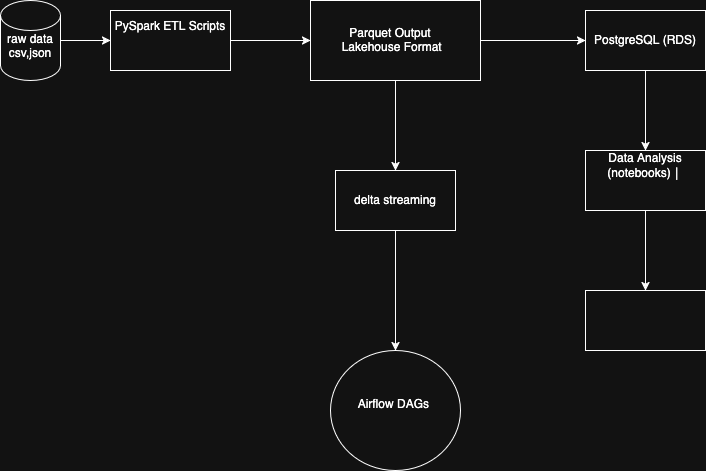 raw data
csv,json
PySpark ETL Scripts
Parquet Output
Lakehouse Format
PostgreSQL (RDS)
Data Analysis
(notebooks) |
delta streaming
Airflow DAGs